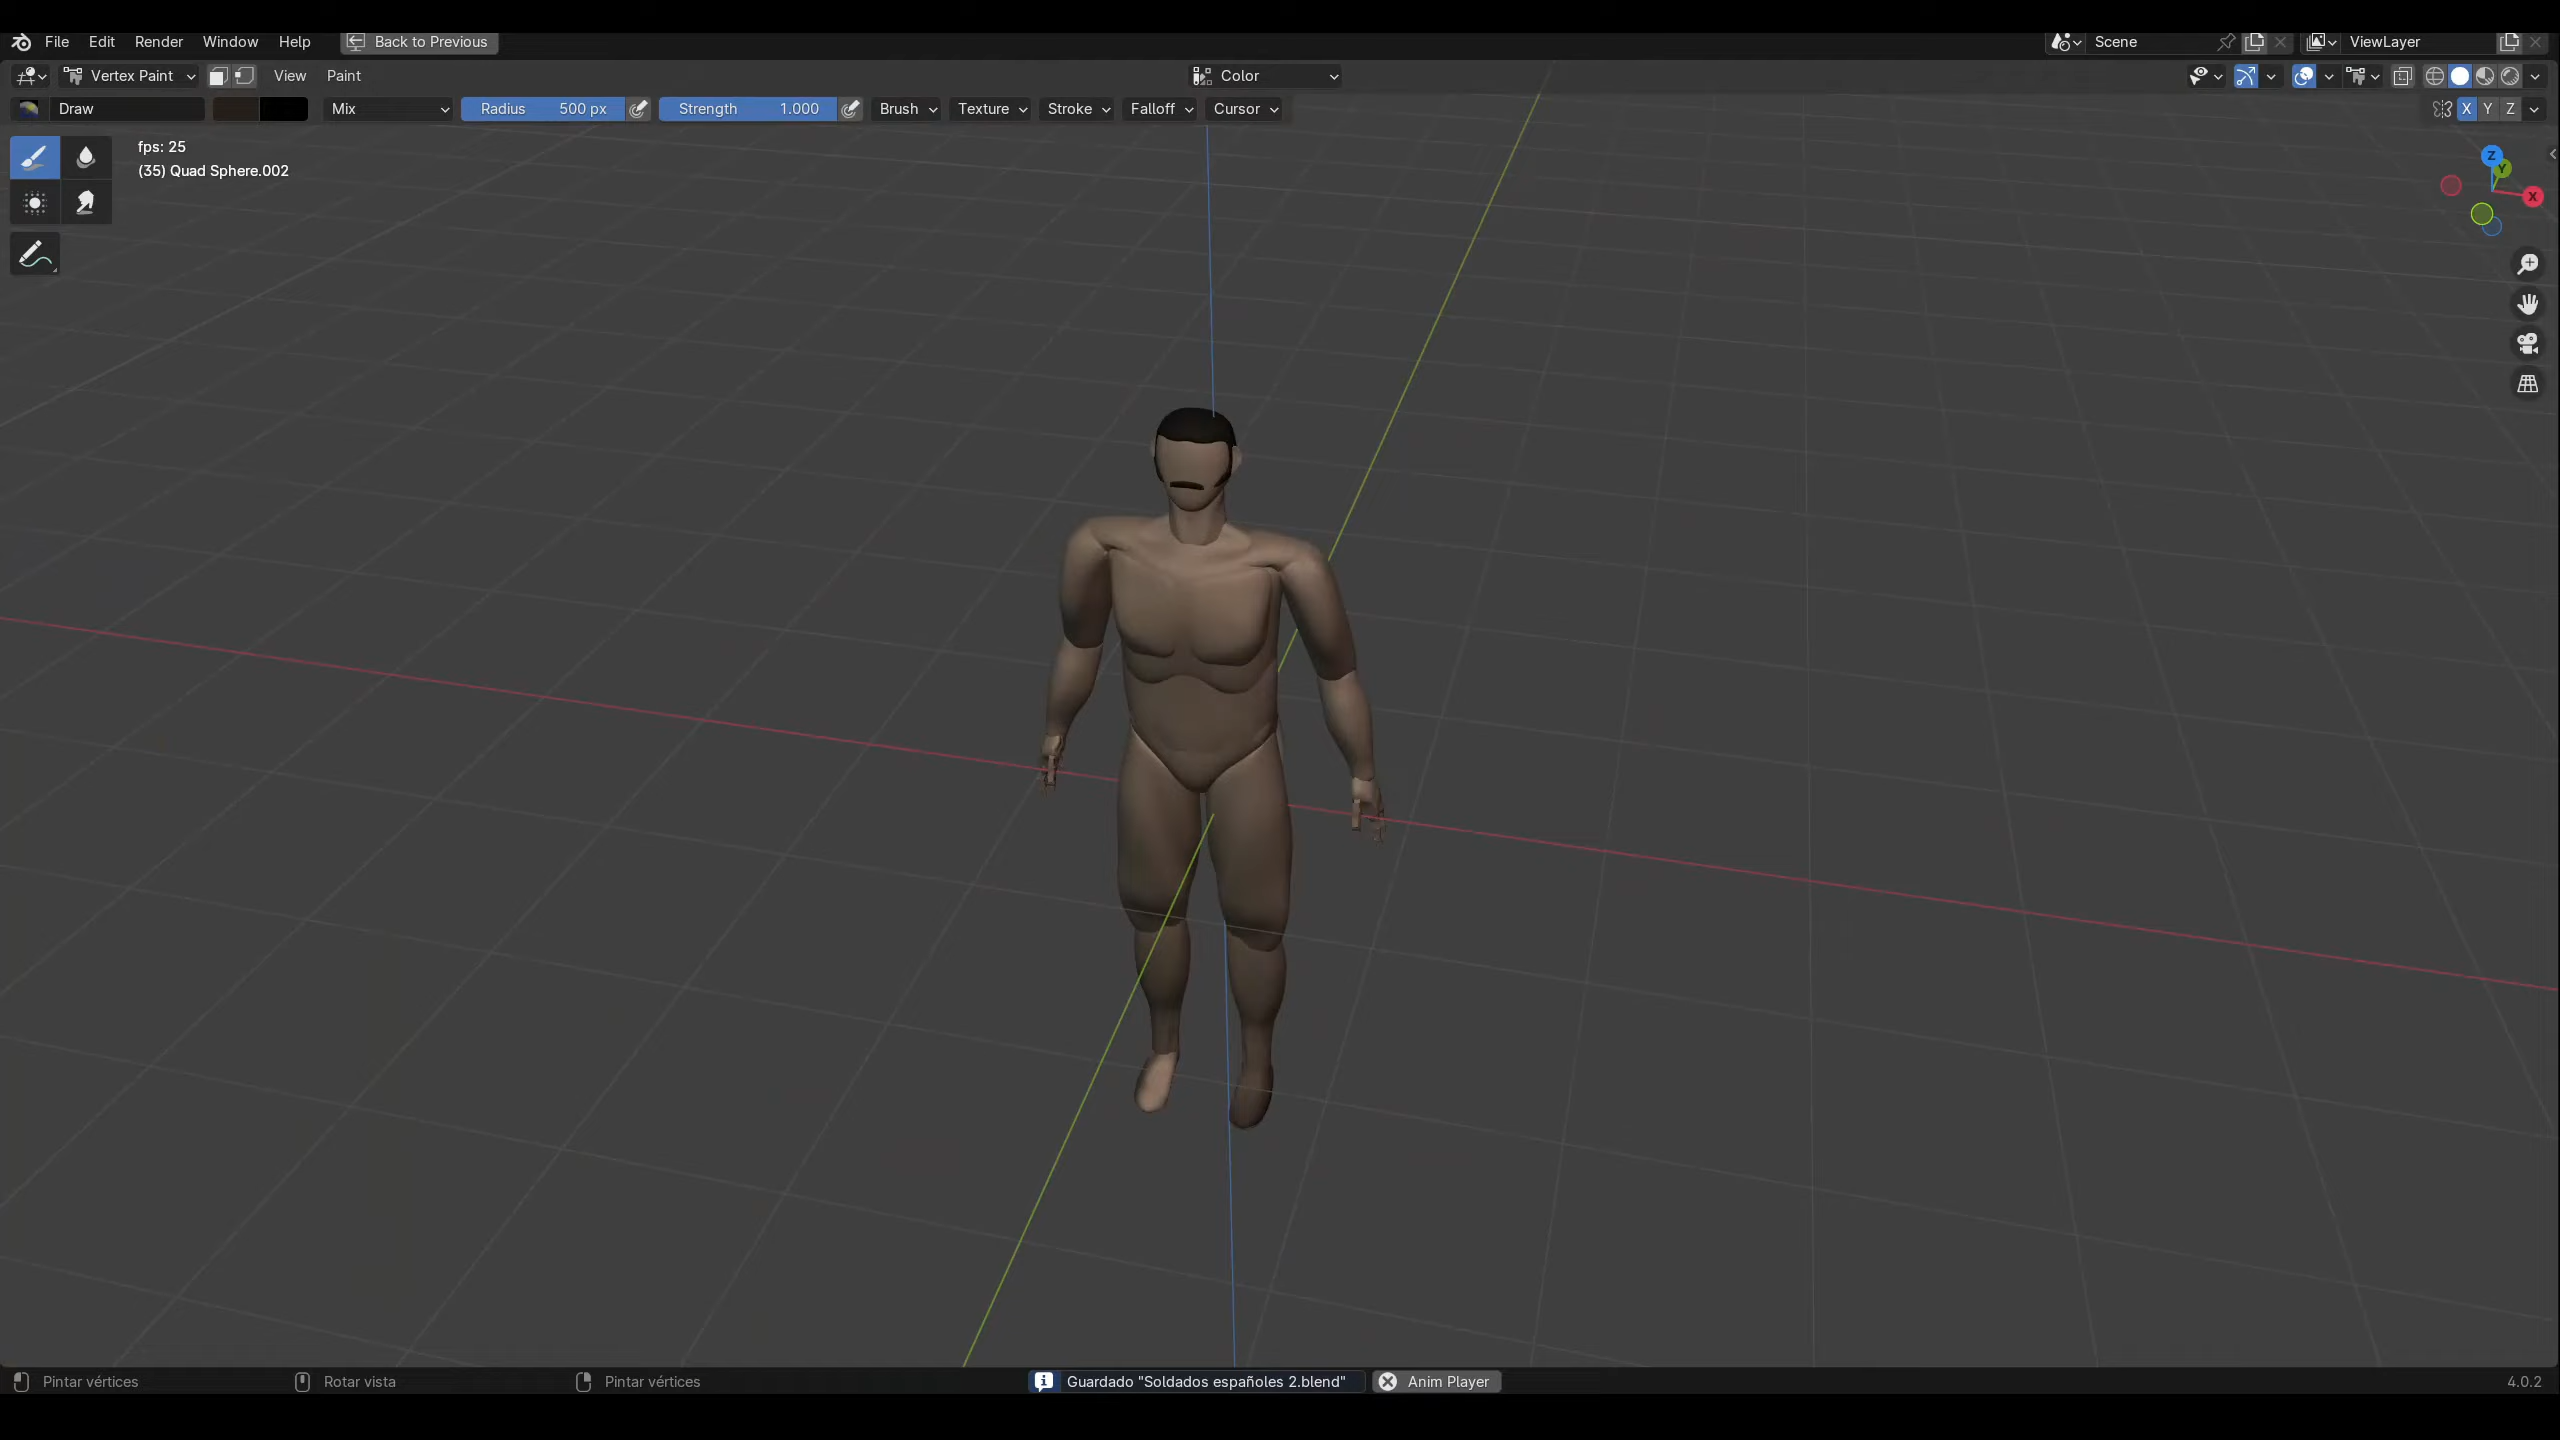 File Edit Render Window Help Back to Previous Scene ViewLayer
Vertex Paint View Paint Color
Draw Mix Radius 500 px Strength 1.000 Brush Texture Stroke Falloff Cursor X Y Z
fps: 25
(35) Quad Sphere.002
Z
Y
X
Pintar vértices Rotar vista Pintar vértices Guardado "Soldados españoles 2.blend" Anim Player 4.0.2